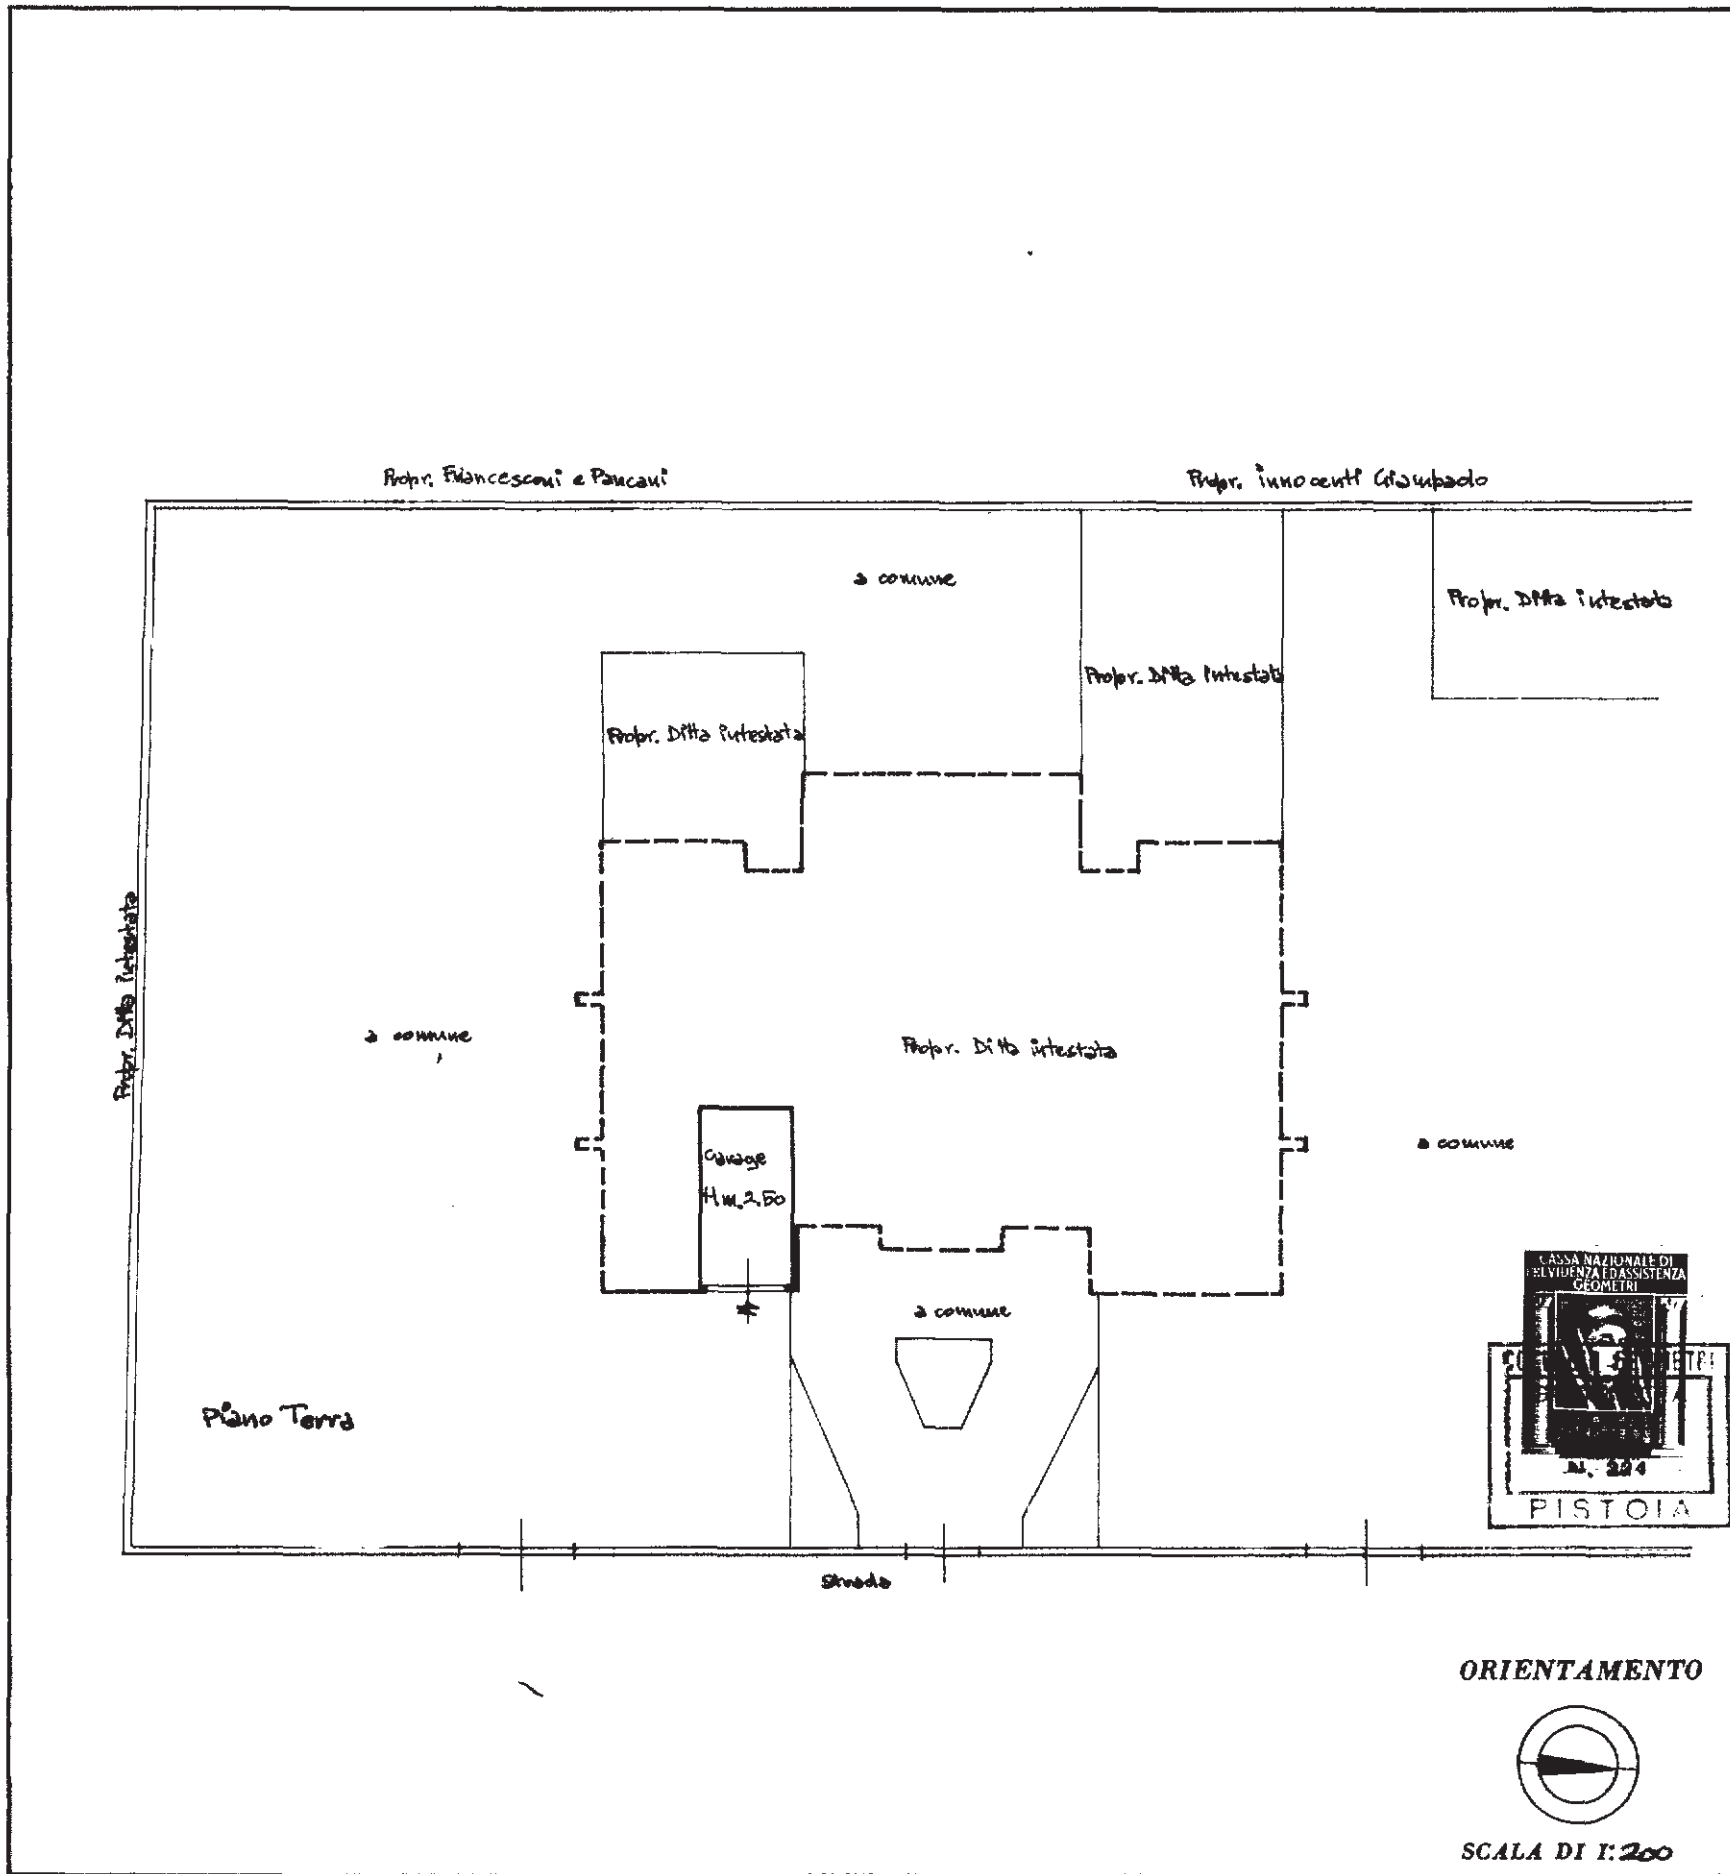 Propr. Francesconi e Pancani
Propr. innocenti Giampaolo
a comune
Propr. Ditta intestata
Propr. Ditta intestata
Propr. Ditta intestata
Propr. Ditta intestata
a comune
Propr. Ditta intestata
a comune
Garage
H m. 2.50
a comune
Piano Terra
CASSA NAZIONALE DI
PREVIDENZA ED ASSISTENZA
GEOMETRI
N. 224
PISTOIA
Strada
ORIENTAMENTO
SCALA DI 1:200